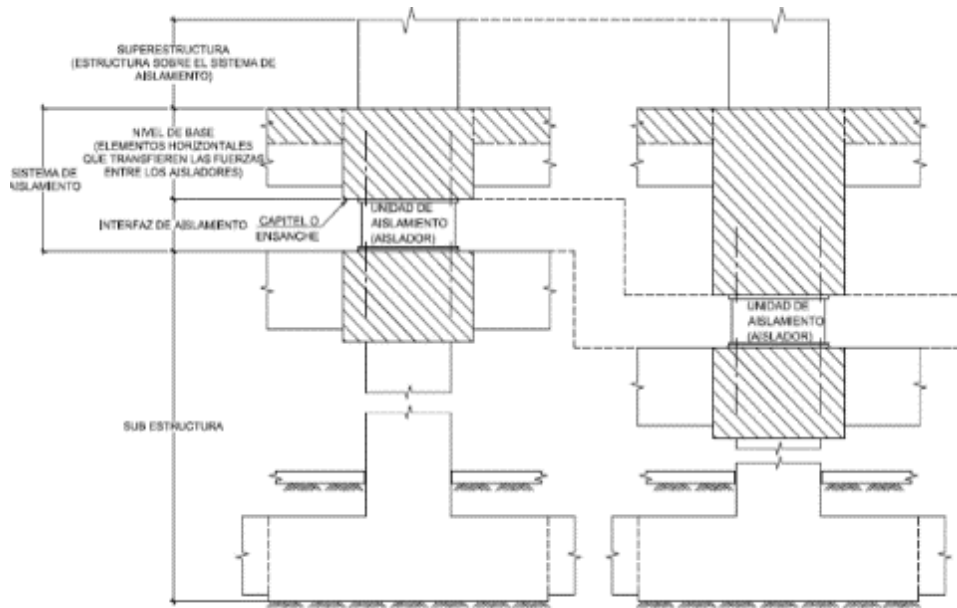 SUPERESTRUCTURA
(ESTRUCTURA SOBRE EL SISTEMA DE
AISLAMIENTO)
NIVEL DE BASE
(ELEMENTOS HORIZONTALES
QUE TRANSFIEREN LAS FUERZAS
ENTRE LOS AISLADORES)
SISTEMA DE
AISLAMIENTO
INTERFAZ DE AISLAMIENTO
CAPITEL O
ENSANCHE
UNIDAD DE
AISLAMIENTO
(AISLADOR)
UNIDAD DE
AISLAMIENTO
(AISLADOR)
SUB ESTRUCTURA